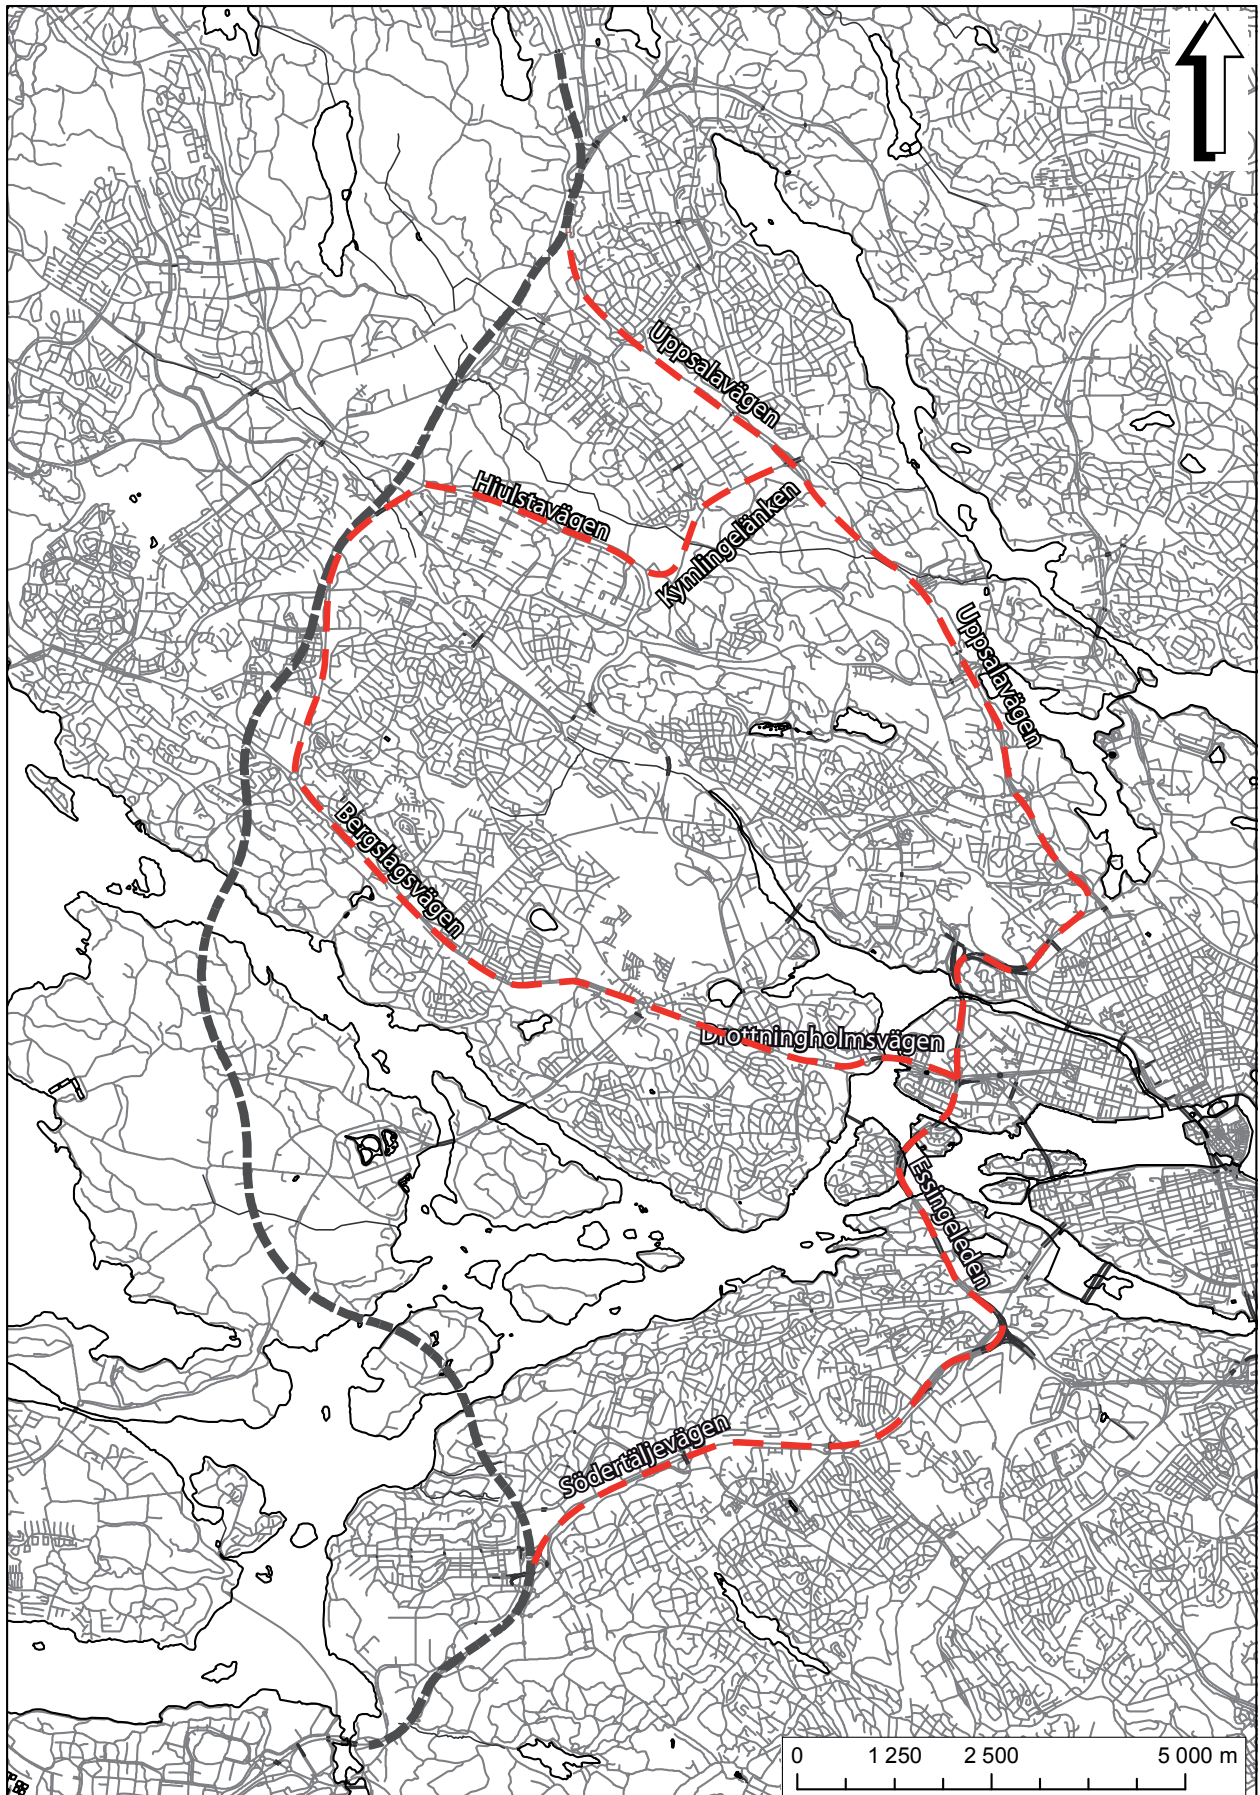 Uppsalavägen
Hjulstavägen
Kymlingelänken
Uppsalavägen
Bergslagsvägen
Drottningholmsvägen
Essingeleden
Södertäljevägen
0 1 250 2 500 5 000 m